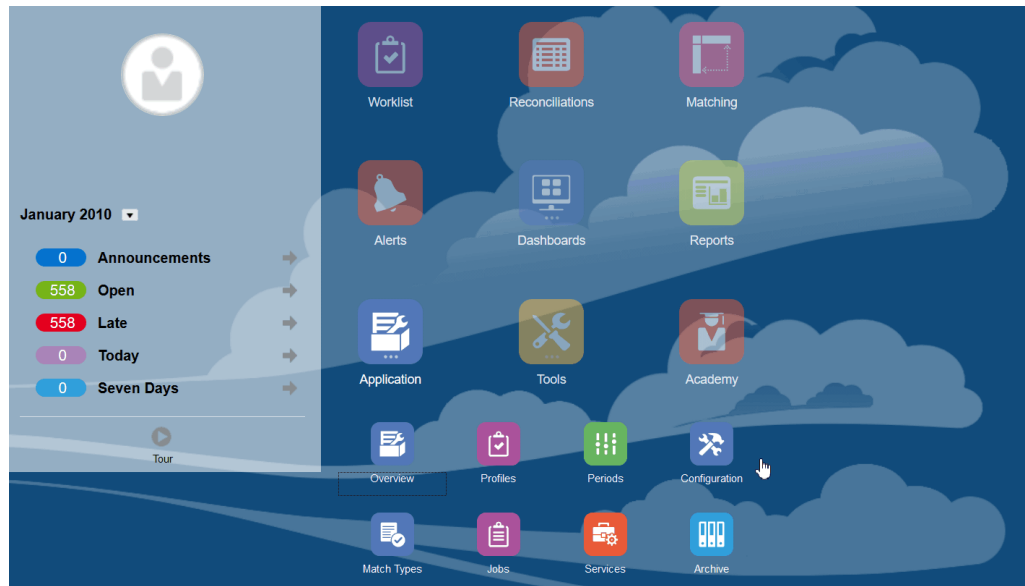 January 2010
0 Announcements
558 Open
558 Late
0 Today
0 Seven Days
Tour
Worklist Reconciliations Matching
Alerts Dashboards Reports
Application Tools Academy
Overview Profiles Periods Configuration
Match Types Jobs Services Archive